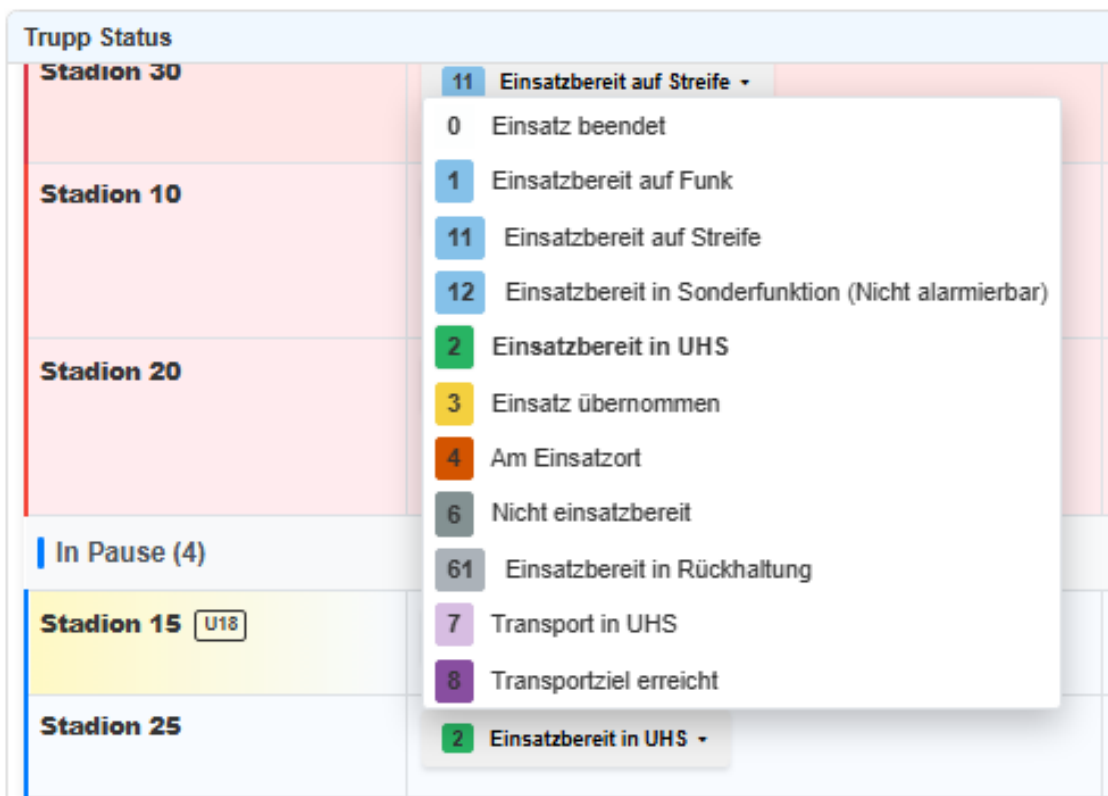 Trupp Status
Stadion 30
11 Einsatzbereit auf Streife
0 Einsatz beendet
1 Einsatzbereit auf Funk
Stadion 10
11 Einsatzbereit auf Streife
12 Einsatzbereit in Sonderfunktion (Nicht alarmierbar)
2 Einsatzbereit in UHS
Stadion 20
3 Einsatz übernommen
4 Am Einsatzort
6 Nicht einsatzbereit
In Pause (4)
61 Einsatzbereit in Rückhaltung
Stadion 15 U18
7 Transport in UHS
8 Transportziel erreicht
Stadion 25
2 Einsatzbereit in UHS